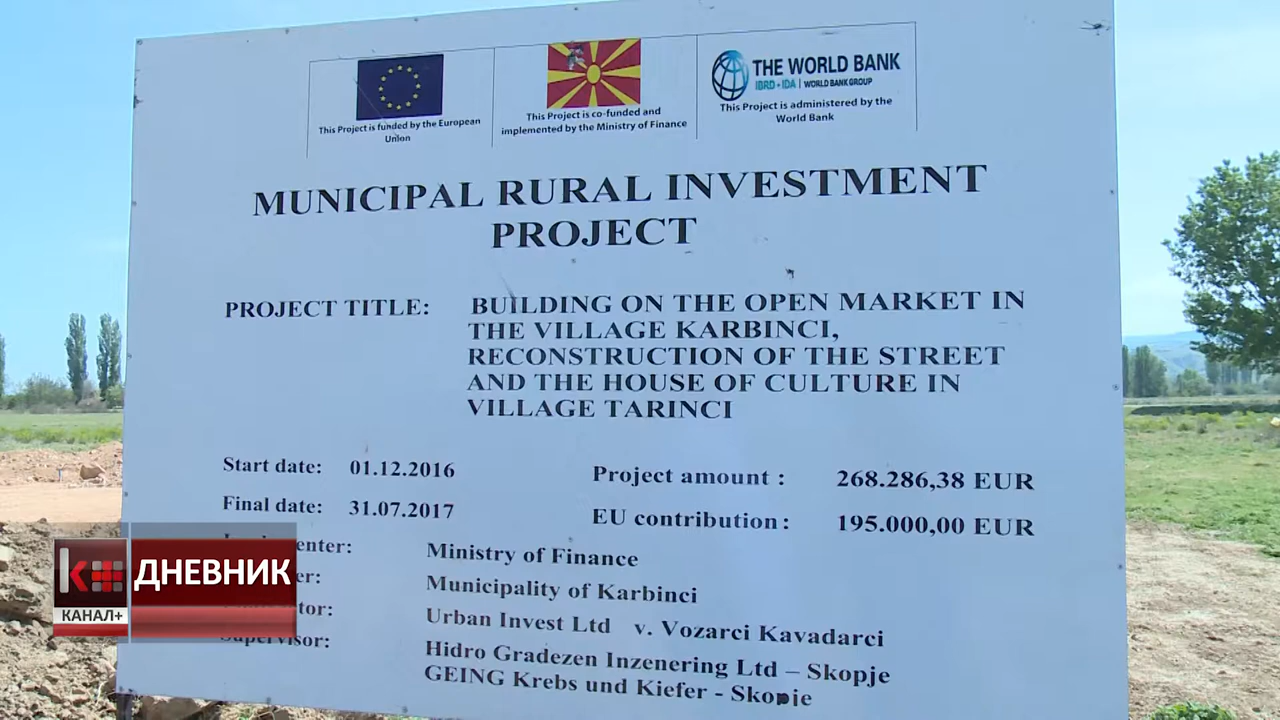 This Project is funded by the European
Union
This Project is co-funded and
implemented by the Ministry of Finance
THE WORLD BANK
IBRD • IDA | WORLD BANK GROUP
This Project is administered by the
World Bank
MUNICIPAL RURAL INVESTMENT
PROJECT
PROJECT TITLE: BUILDING ON THE OPEN MARKET IN
THE VILLAGE KARBINCI,
RECONSTRUCTION OF THE STREET
AND THE HOUSE OF CULTURE IN
VILLAGE TARINCI
Start date: 01.12.2016 Project amount : 268.286,38 EUR
Final date: 31.07.2017 EU contribution : 195.000,00 EUR
Ministry of Finance
Municipality of Karbinci
Urban Invest Ltd v. Vozarci Kavadarci
Supervisor: Hidro Gradezen Inzenering Ltd – Skopje
GEING Krebs und Kiefer - Skopje
ДНЕВНИК
К
КАНАЛ+